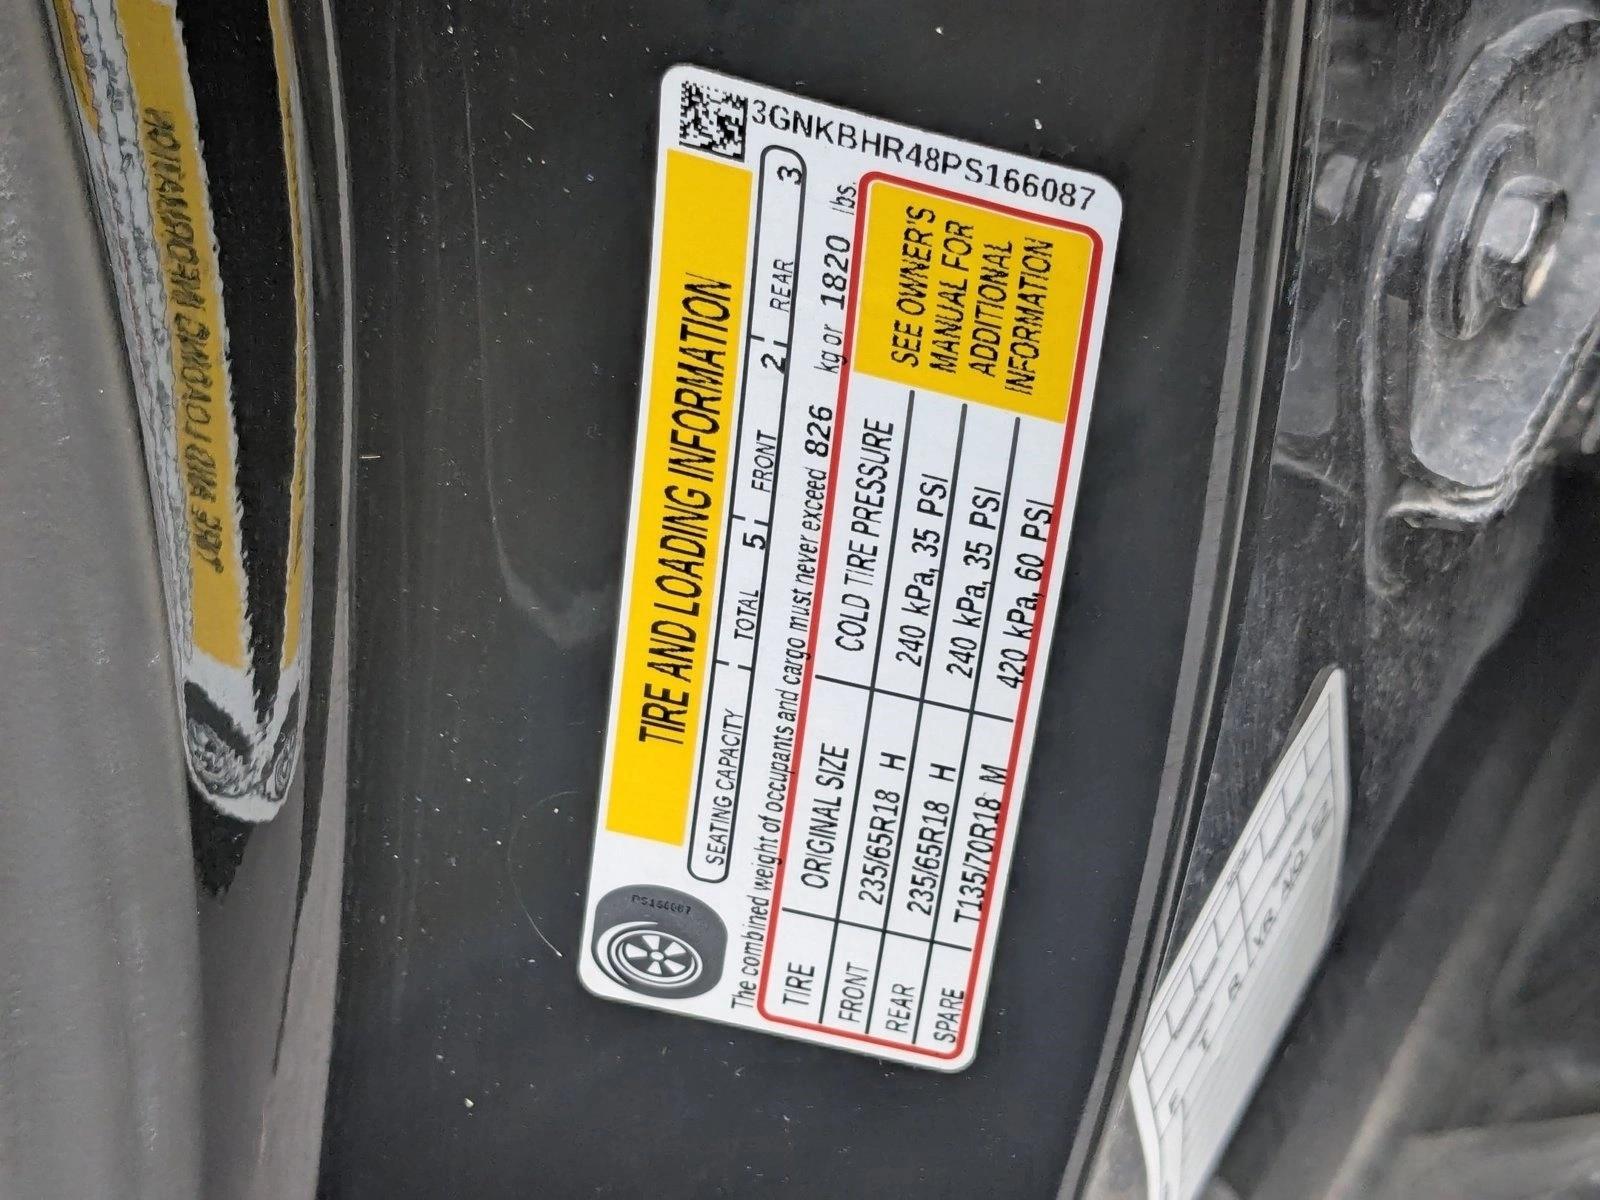 3GNKBHR48PS166087
TIRE AND LOADING INFORMATION
SEATING CAPACITY TOTAL 5 FRONT 2 REAR 3
The combined weight of occupants and cargo must never exceed 826 kg or 1820 lbs.
TIRE ORIGINAL SIZE COLD TIRE PRESSURE
FRONT 235/65R18 H 240 kPa, 35 PSI
REAR 235/65R18 H 240 kPa, 35 PSI
SPARE T135/70R18 M 420 kPa, 60 PSI
SEE OWNER'S
MANUAL FOR
ADDITIONAL
INFORMATION
PS166087